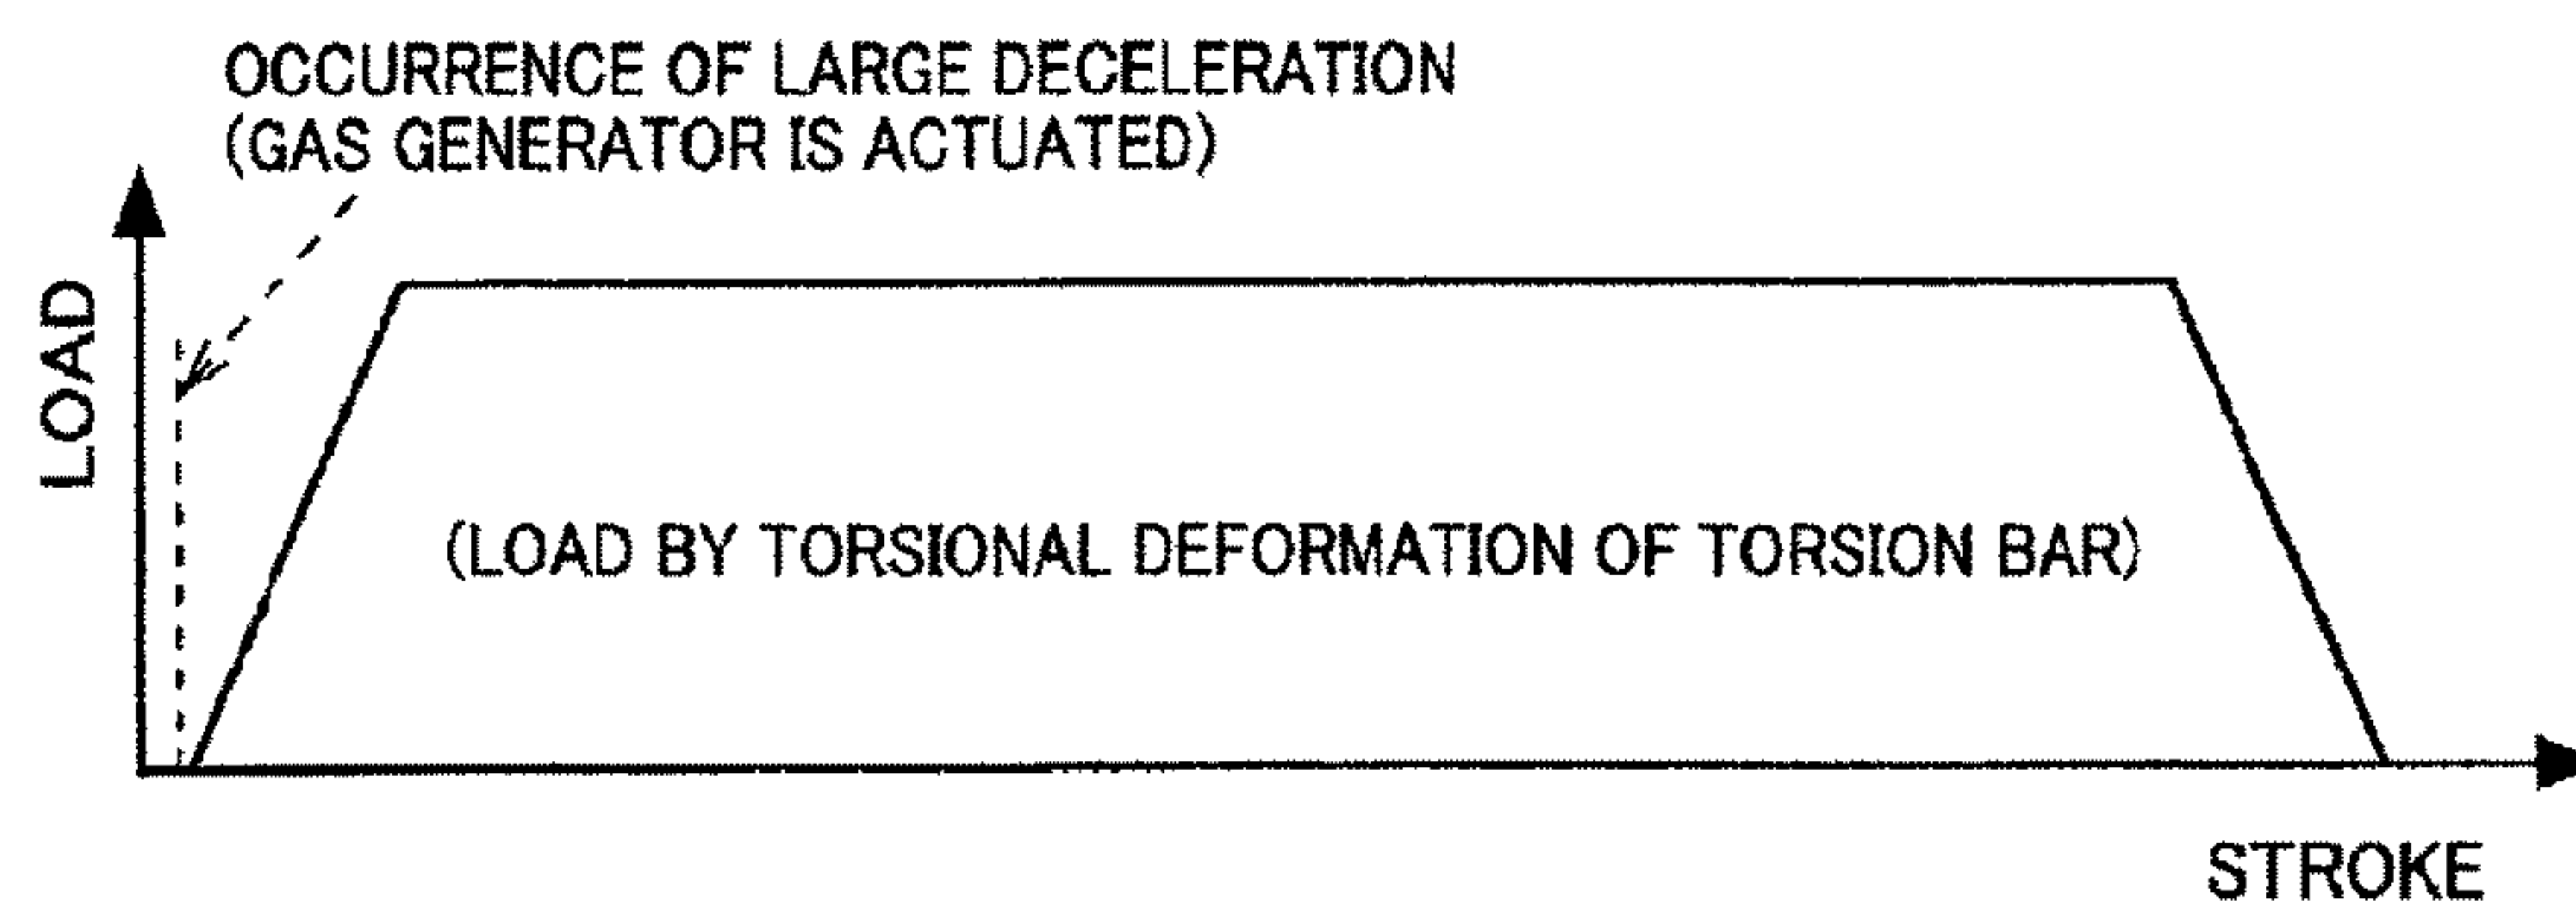 OCCURRENCE OF LARGE DECELERATION
(GAS GENERATOR IS ACTUATED)
LOAD
(LOAD BY TORSIONAL DEFORMATION OF TORSION BAR)
STROKE